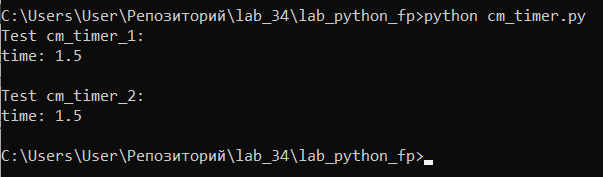 C:\Users\User\Репозиторий\lab_34\lab_python_fp>python cm_timer.py
Test cm_timer_1:
time: 1.5
Test cm_timer_2:
time: 1.5
C:\Users\User\Репозиторий\lab_34\lab_python_fp>